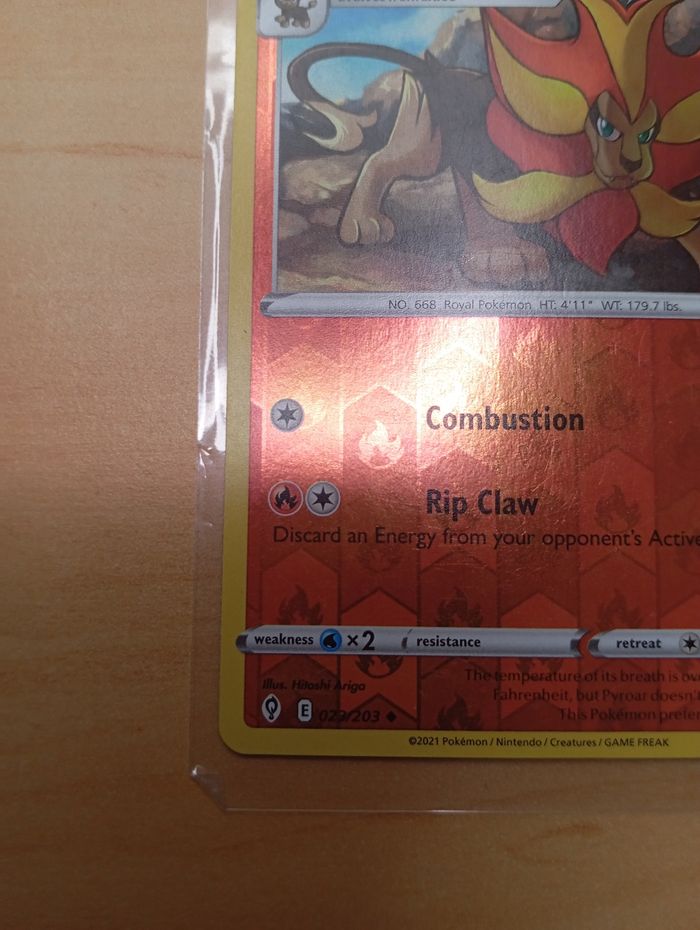 NO. 668 Royal Pokémon HT: 4'11" WT: 179.7 lbs.
Combustion
Rip Claw
Discard an Energy from your opponent's Active
weakness ×2 resistance retreat
Illus. Hitoshi Ariga
The temperature of its breath is
Fahrenheit, but Pyroar doesn't
This Pokémon
E 023/203
©2021 Pokémon / Nintendo / Creatures / GAME FREAK